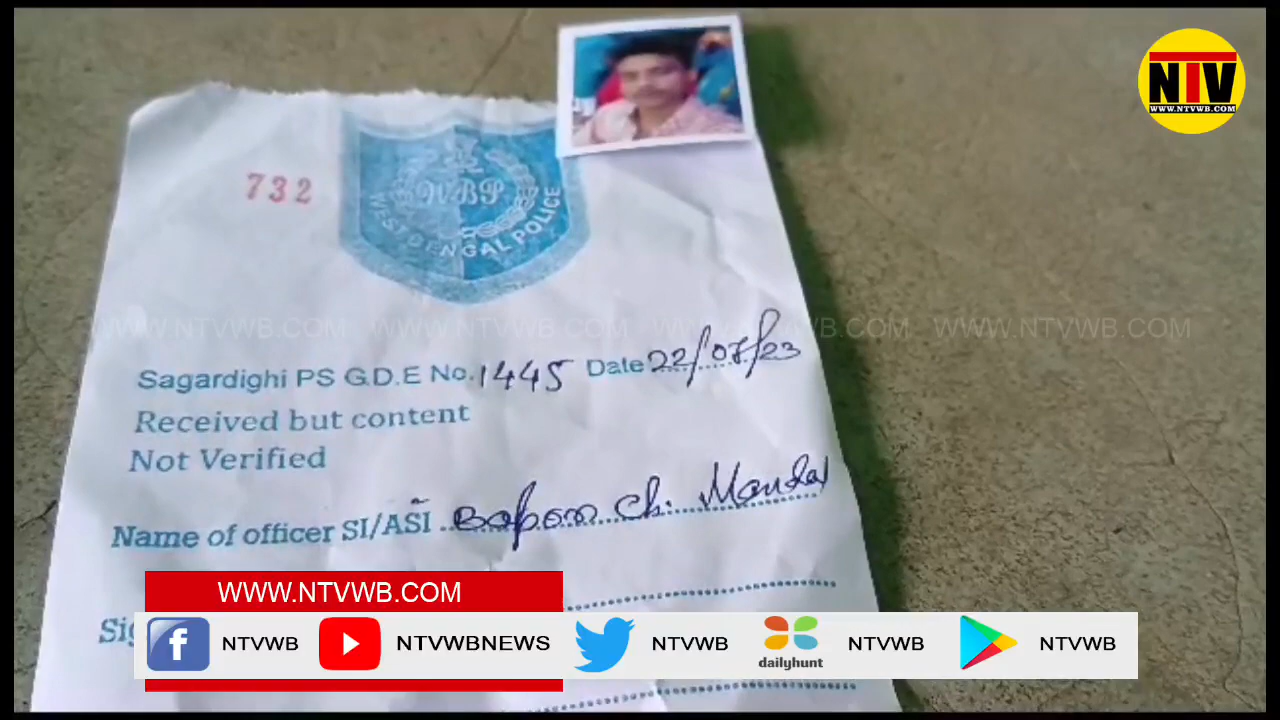 NTV
WWW.NTVWB.COM
732
WBP
WEST BENGAL POLICE
WWW.NTVWB.COM WWW.NTVWB.COM WWW.NTVWB.COM WWW.NTVWB.COM
Sagardighi PS G.D.E No. 1445 Date 22/07/23
Received but content
Not Verified
Name of officer SI/ASI Bapon Ch. Mandal
WWW.NTVWB.COM
Sig
NTVWB NTVWBNEWS NTVWB dailyhunt NTVWB NTVWB